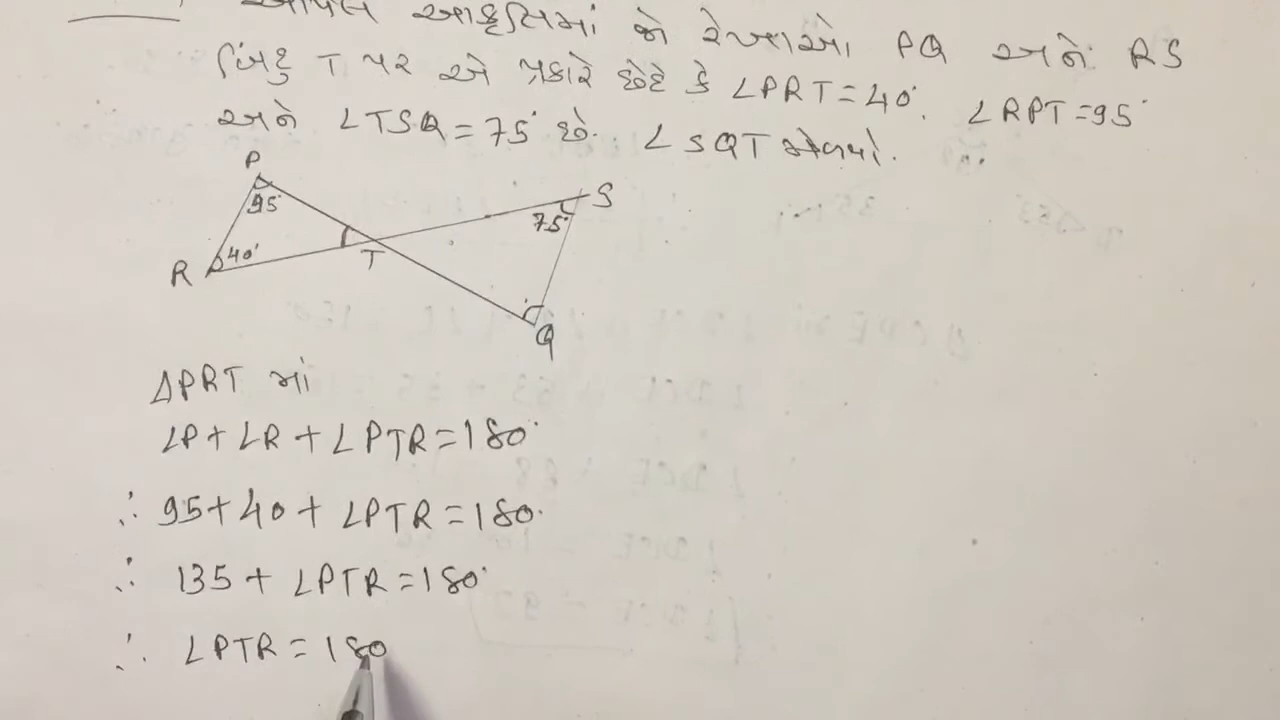 આપેલ આકૃતિમાં જો રેખાઓ PQ અને RS
બિંદુ T પર એ પ્રકારે છેદે કે ∠PRT = 40° ∠RPT = 95°
અને ∠TSQ = 75° છે. ∠SQT મેળવો.
P
95°
S
75°
R
40°
T
Q
ΔPRT માં
∠P + ∠R + ∠PTR = 180°
∴ 95 + 40 + ∠PTR = 180.
∴ 135 + ∠PTR = 180°
∴ ∠PTR = 180